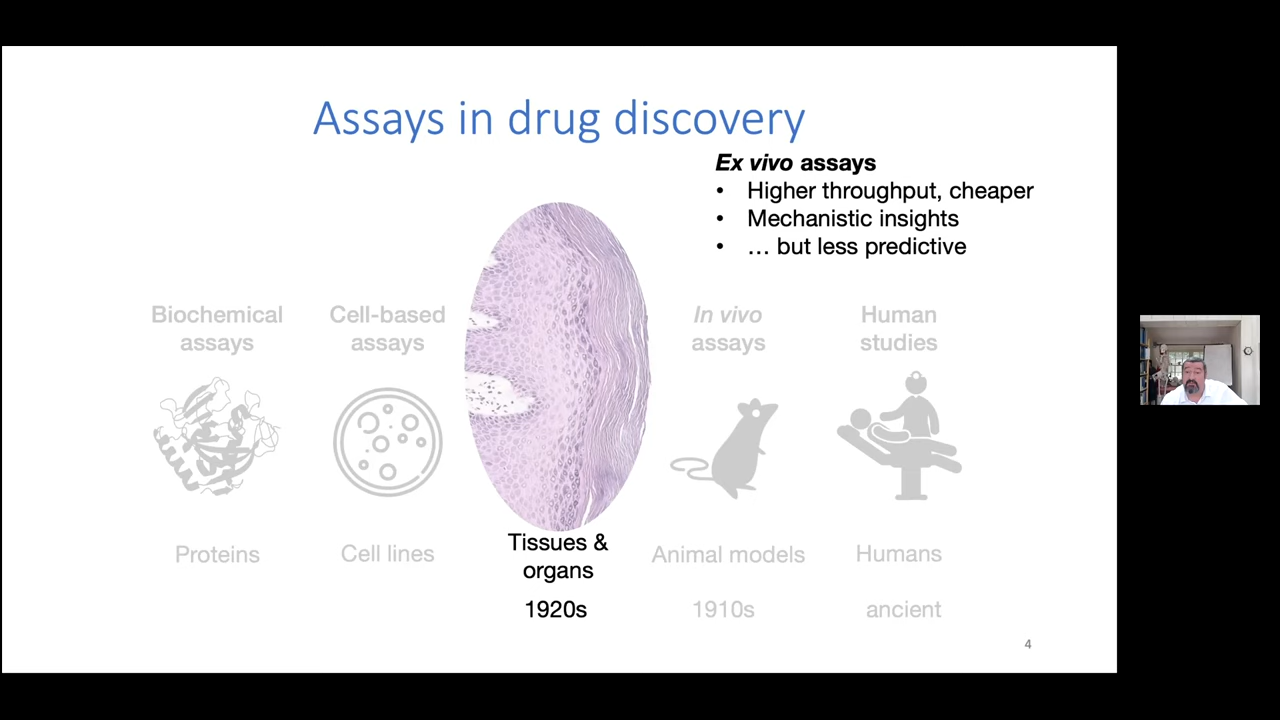 Assays in drug discovery
Ex vivo assays
• Higher throughput, cheaper
• Mechanistic insights
• … but less predictive
Biochemical
assays
Cell-based
assays
In vivo
assays
Human
studies
Proteins
Cell lines
Tissues &
organs
Animal models
Humans
1920s
1910s
ancient
4